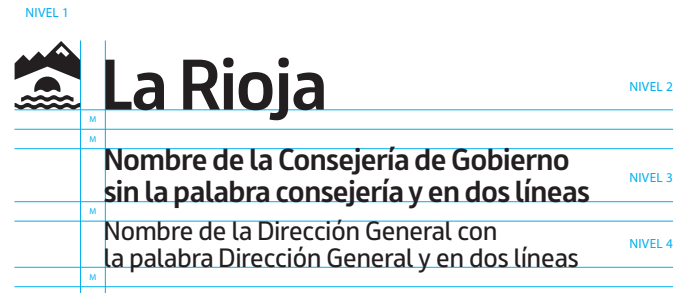 NIVEL 1
La Rioja
NIVEL 2
M
M
Nombre de la Consejería de Gobierno
sin la palabra consejería y en dos líneas
NIVEL 3
M
Nombre de la Dirección General con
la palabra Dirección General y en dos líneas
NIVEL 4
M